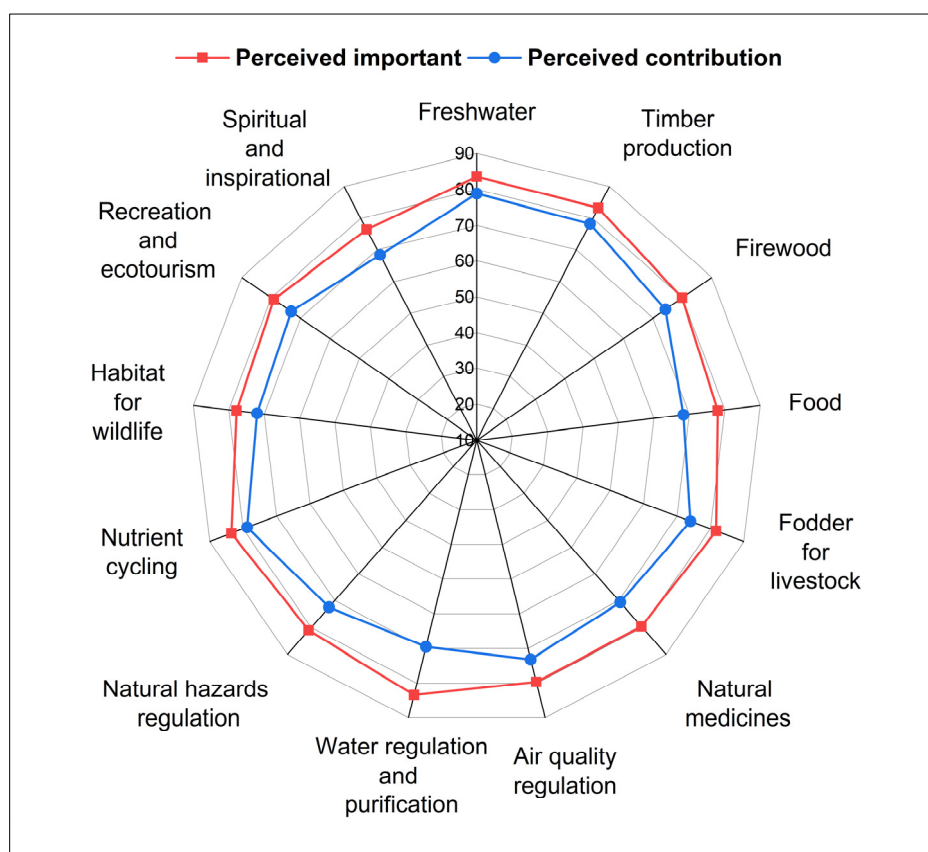 Perceived important
Perceived contribution
Freshwater
Timber
production
Firewood
Food
Fodder
for
livestock
Natural
medicines
Air quality
regulation
Water regulation
and
purification
Natural hazards
regulation
Nutrient
cycling
Habitat
for
wildlife
Recreation
and
ecotourism
Spiritual
and
inspirational
90
80
70
60
50
40
30
20
10